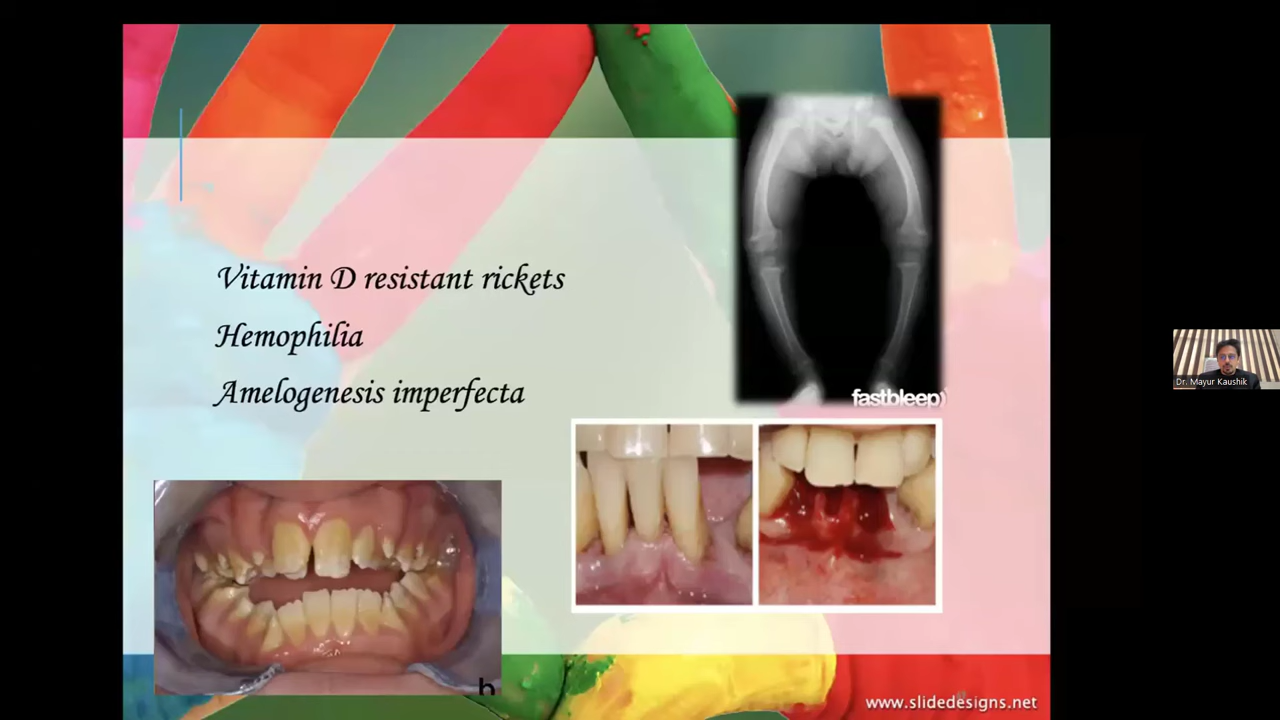 Vitamin D resistant rickets
Hemophilia
Amelogenesis imperfecta
fastbleep)
b
www.slidedesigns.net
Dr. Mayur Kaushik